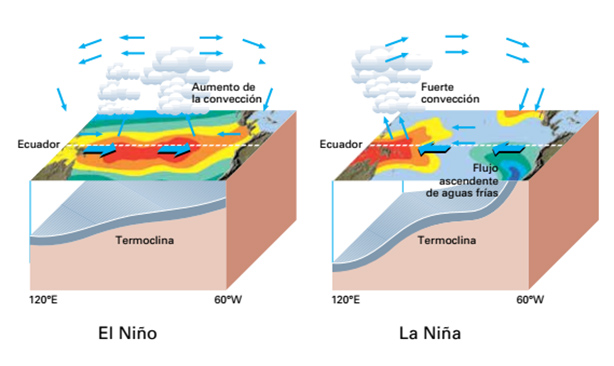 Aumento de
la convección
Ecuador
Termoclina
120°E
60°W
El Niño
Fuerte
convección
Ecuador
Flujo
ascendente
de aguas frías
Termoclina
120°E
60°W
La Niña